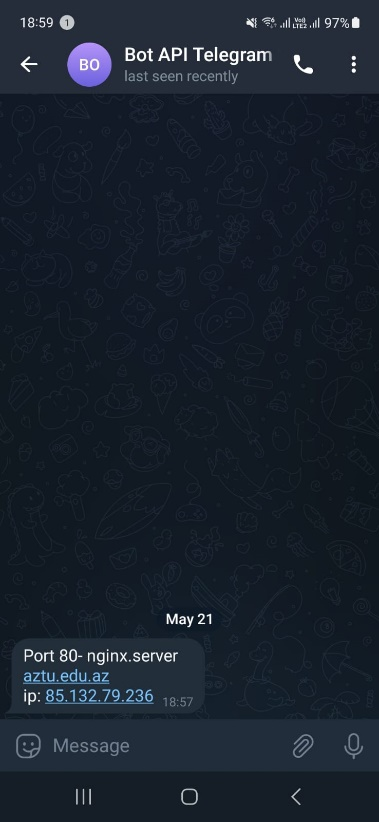 18:59 1 97%
BO Bot API Telegram
last seen recently
May 21
Port 80- nginx.server
aztu.edu.az
ip: 85.132.79.236 18:57
Message